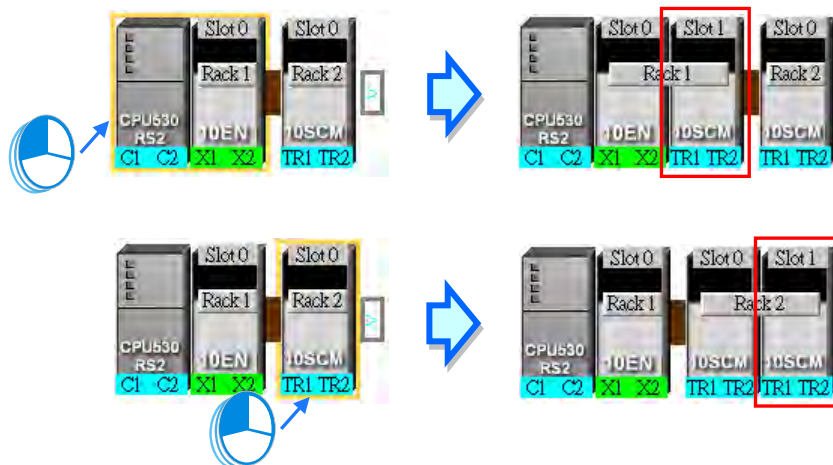 Slot 0 Slot 0
Rack 1 Rack 2
CPU530
RS2 10EN 10SCM
C1 C2 X1 X2 TR1 TR2
Slot 0 Slot 1 Slot 0
Rack 1 Rack 2
CPU530
RS2 10EN 10SCM 10SCM
C1 C2 X1 X2 TR1 TR2 TR1 TR2
Slot 0 Slot 0
Rack 1 Rack 2
CPU530
RS2 10EN 10SCM
C1 C2 X1 X2 TR1 TR2
Slot 0 Slot 0 Slot 1
Rack 1 Rack 2
CPU530
RS2 10EN 10SCM 10SCM
C1 C2 X1 X2 TR1 TR2 TR1 TR2